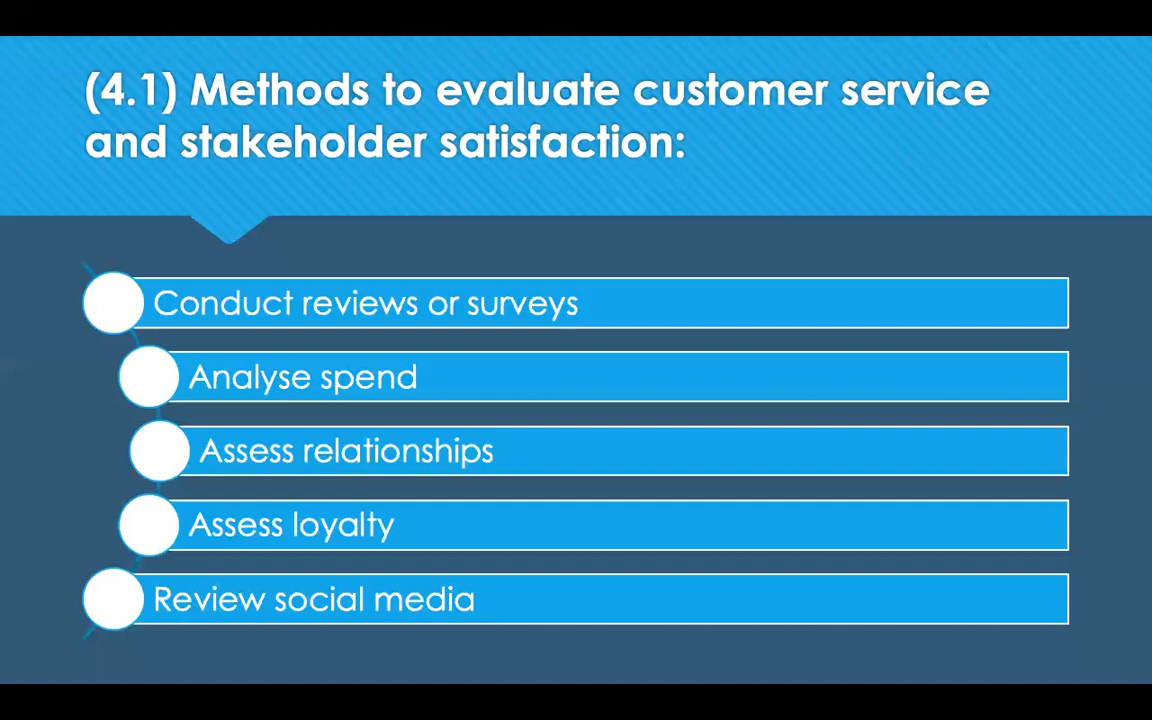 (4.1) Methods to evaluate customer service
and stakeholder satisfaction:
Conduct reviews or surveys
Analyse spend
Assess relationships
Assess loyalty
Review social media